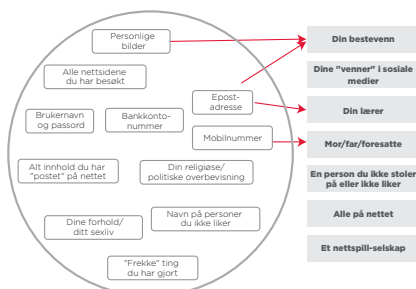 Personlige
bilder
Alle nettsidene
du har besøkt
Epost-
adresse
Brukernavn
og passord
Bankkonto-
nummer
Mobilnummer
Alt innhold du har
"postet" på nettet
Din religiøse/
politiske overbevisning
Dine forhold/
ditt sexliv
Navn på personer
du ikke liker
"Frekke" ting
du har gjort
Din bestevenn
Dine "venner" i sosiale
medier
Din lærer
Mor/far/foresatte
En person du ikke stoler
på eller ikke liker
Alle på nettet
Et nettspill-selskap